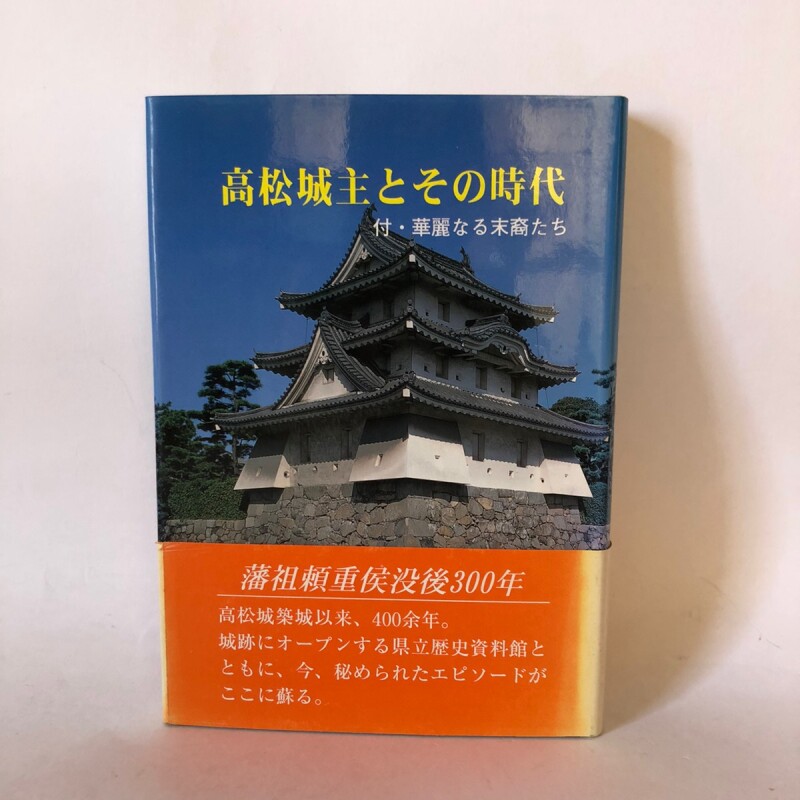 高松城主とその時代
付・華麗なる末裔たち
藩祖頼重侯没後300年
高松城築城以来、400余年。
城跡にオープンする県立歴史資料館と
ともに、今、秘められたエピソードが
ここに蘇る。